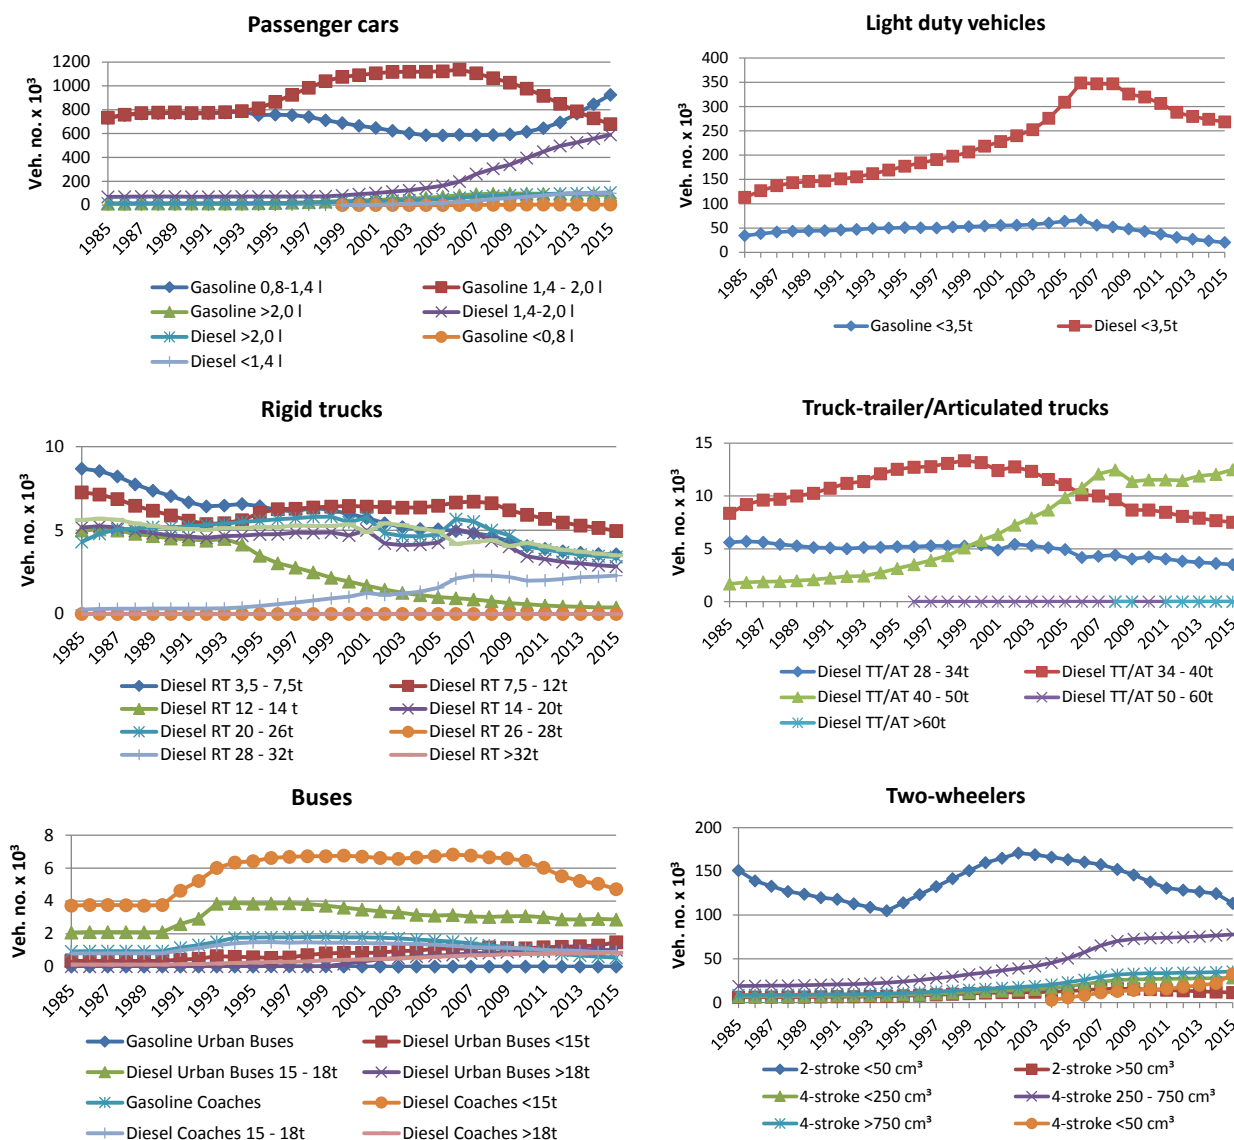 Passenger cars
Veh. no. x 10³
1200
1000
800
600
400
200
0
1985 1987 1989 1991 1993 1995 1997 1999 2001 2003 2005 2007 2009 2011 2013 2015
Gasoline 0,8-1,4 l Gasoline 1,4 - 2,0 l
Gasoline >2,0 l Diesel 1,4-2,0 l
Diesel >2,0 l Gasoline <0,8 l
Diesel <1,4 l
Light duty vehicles
Veh. no. x 10³
400
350
300
250
200
150
100
50
0
1985 1987 1989 1991 1993 1995 1997 1999 2001 2003 2005 2007 2009 2011 2013 2015
Gasoline <3,5t Diesel <3,5t
Rigid trucks
Veh. no. x 10³
10
5
0
1985 1987 1989 1991 1993 1995 1997 1999 2001 2003 2005 2007 2009 2011 2013 2015
Diesel RT 3,5 - 7,5t Diesel RT 7,5 - 12t
Diesel RT 12 - 14 t Diesel RT 14 - 20t
Diesel RT 20 - 26t Diesel RT 26 - 28t
Diesel RT 28 - 32t Diesel RT >32t
Truck-trailer/Articulated trucks
Veh. no. x 10³
15
10
5
0
1985 1987 1989 1991 1993 1995 1997 1999 2001 2003 2005 2007 2009 2011 2013 2015
Diesel TT/AT 28 - 34t Diesel TT/AT 34 - 40t
Diesel TT/AT 40 - 50t Diesel TT/AT 50 - 60t
Diesel TT/AT >60t
Buses
Veh. no. x 10³
8
6
4
2
0
1985 1987 1989 1991 1993 1995 1997 1999 2001 2003 2005 2007 2009 2011 2013 2015
Gasoline Urban Buses Diesel Urban Buses <15t
Diesel Urban Buses 15 - 18t Diesel Urban Buses >18t
Gasoline Coaches Diesel Coaches <15t
Diesel Coaches 15 - 18t Diesel Coaches >18t
Two-wheelers
Veh. no. x 10³
200
150
100
50
0
1985 1987 1989 1991 1993 1995 1997 1999 2001 2003 2005 2007 2009 2011 2013 2015
2-stroke <50 cm³ 2-stroke >50 cm³
4-stroke <250 cm³ 4-stroke 250 - 750 cm³
4-stroke >750 cm³ 4-stroke <50 cm³